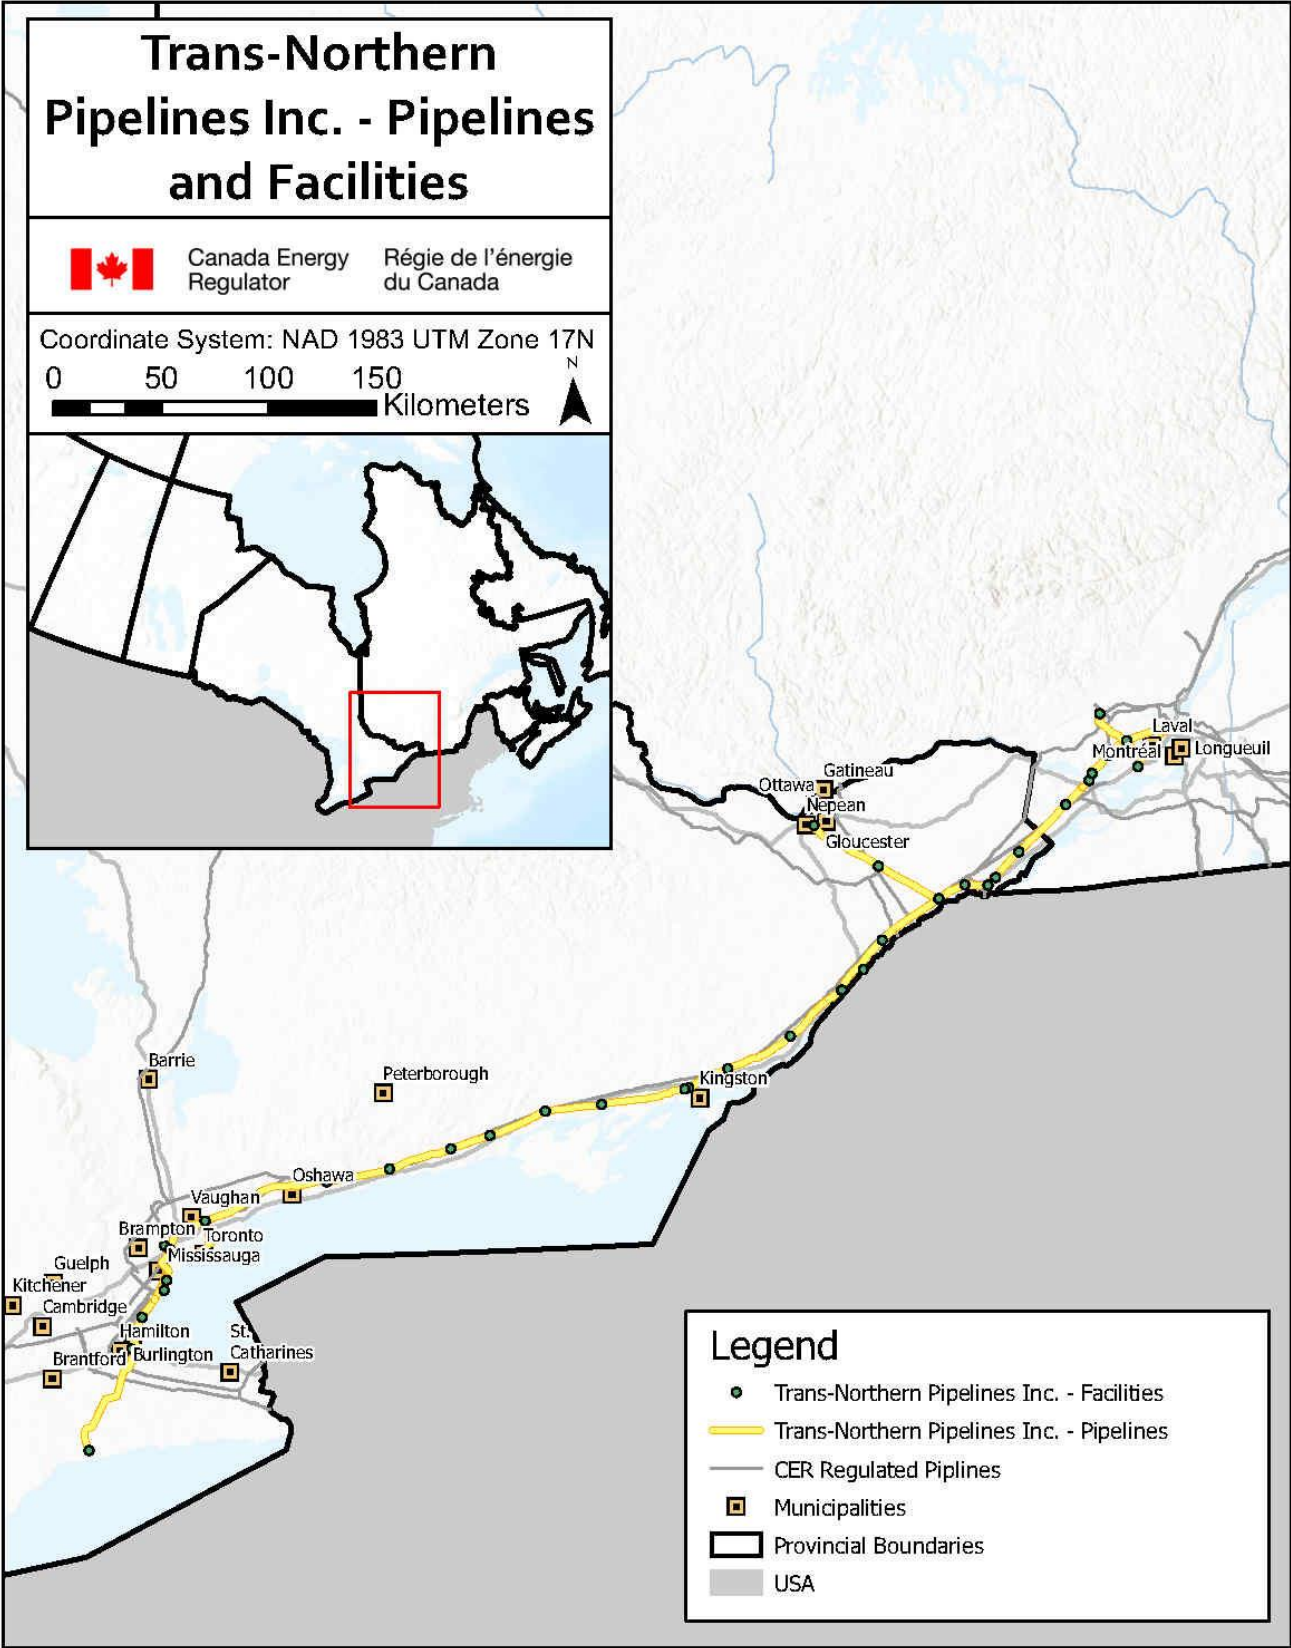 Trans-Northern
Pipelines Inc. - Pipelines
and Facilities
Canada Energy
Regulator
Régie de l'énergie
du Canada
Coordinate System: NAD 1983 UTM Zone 17N
N
0 50 100 150
Kilometers
Laval
Montréal
Longueuil
Gatineau
Ottawa
Nepean
Gloucester
Barrie
Peterborough
Kingston
Oshawa
Vaughan
Brampton
Toronto
Mississauga
Guelph
Kitchener
Cambridge
Hamilton
St.
Catharines
Brantford
Burlington
Legend
Trans-Northern Pipelines Inc. - Facilities
Trans-Northern Pipelines Inc. - Pipelines
CER Regulated Piplines
Municipalities
Provincial Boundaries
USA